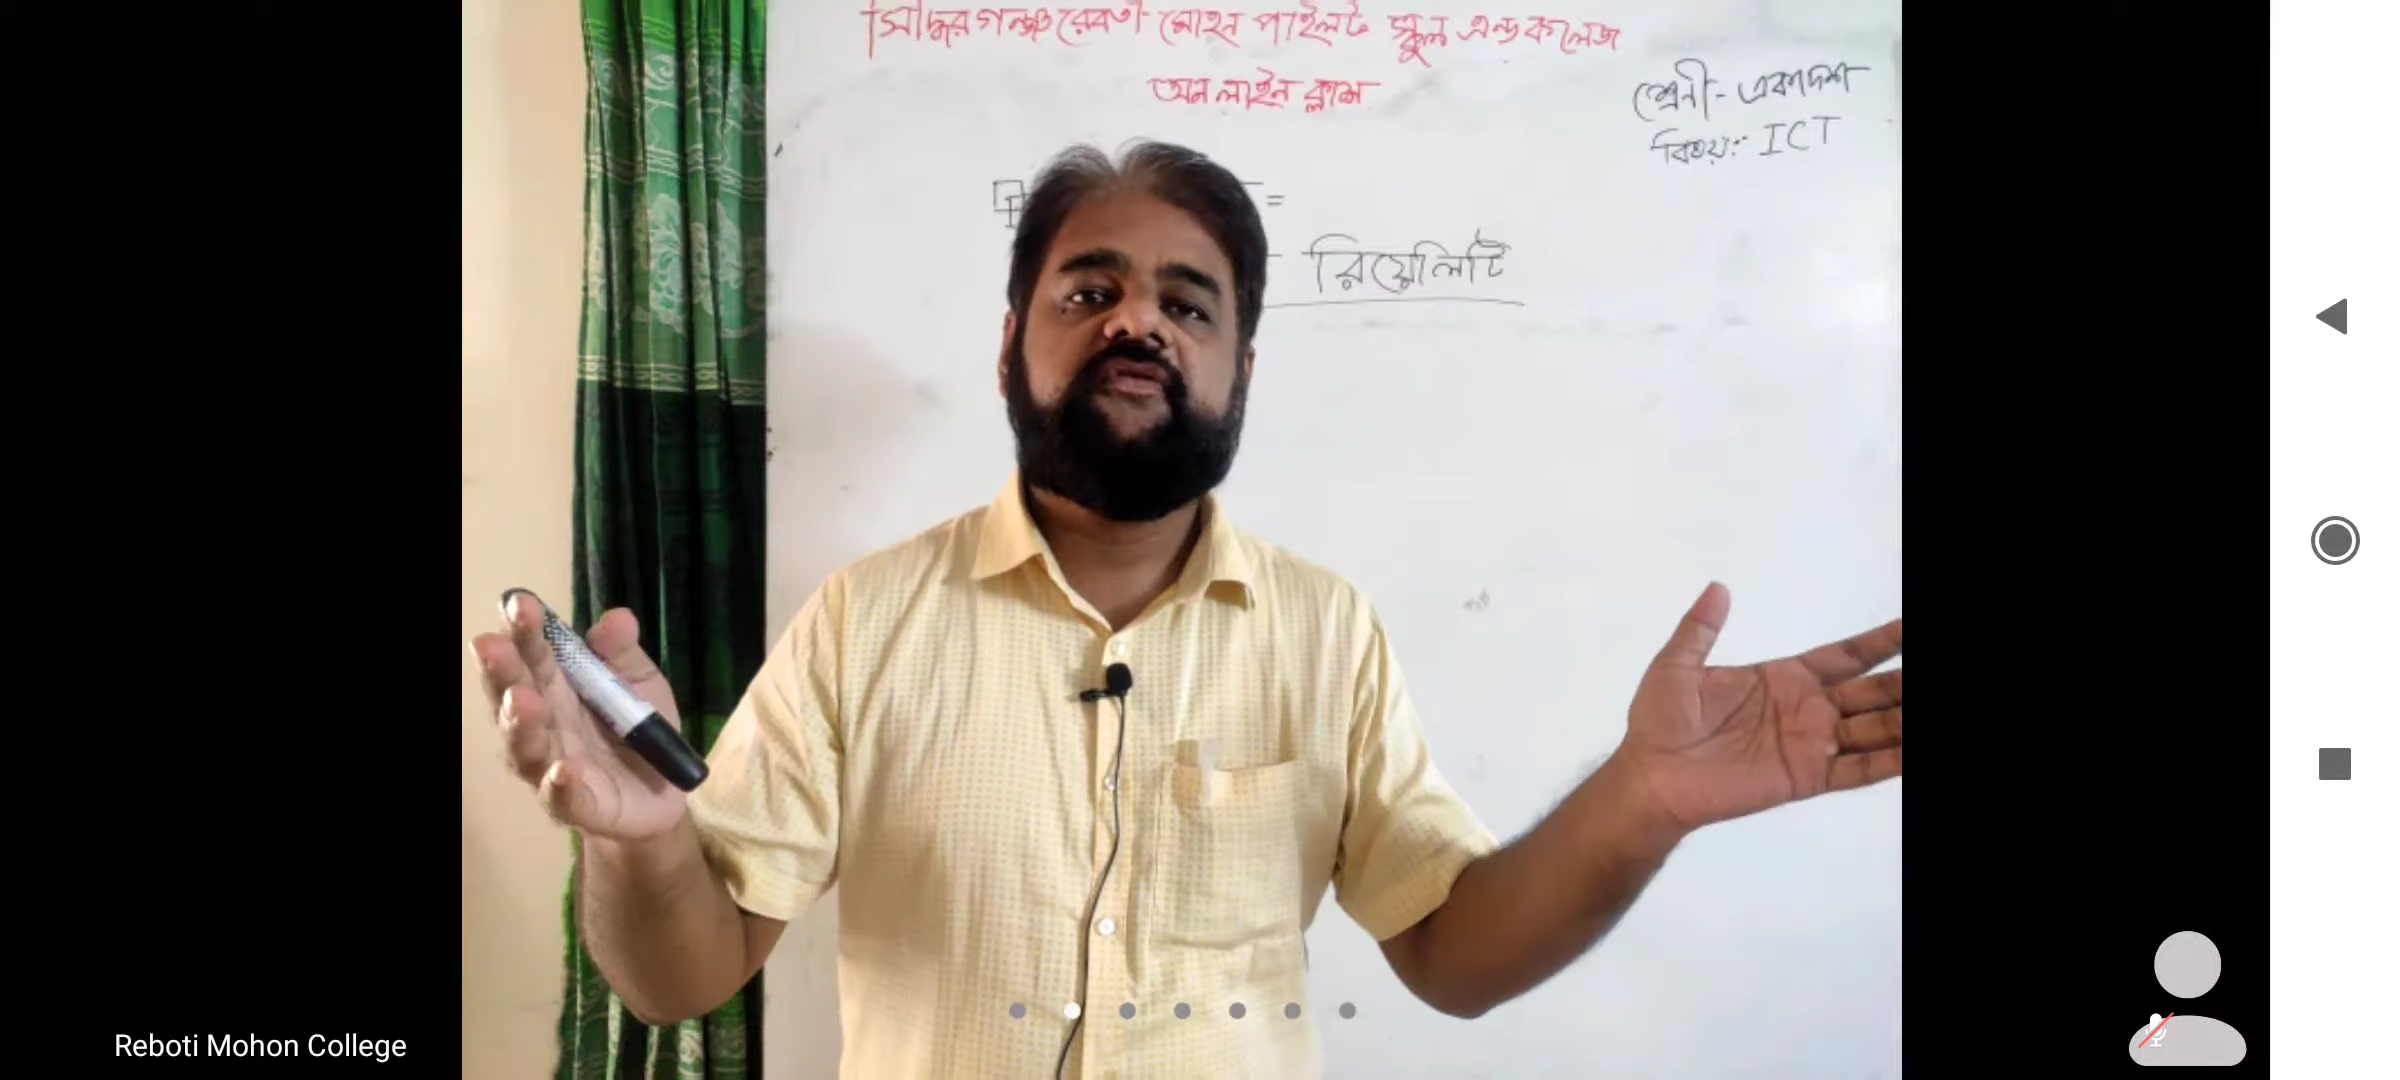 সিদ্ধিরগঞ্জ রেবতী মোহন পাইলট স্কুল এন্ড কলেজ
অনলাইন ক্লাশ
শ্রেনী - একাদশ
বিষয়: ICT
=
- রিয়েলিটি
Reboti Mohon College